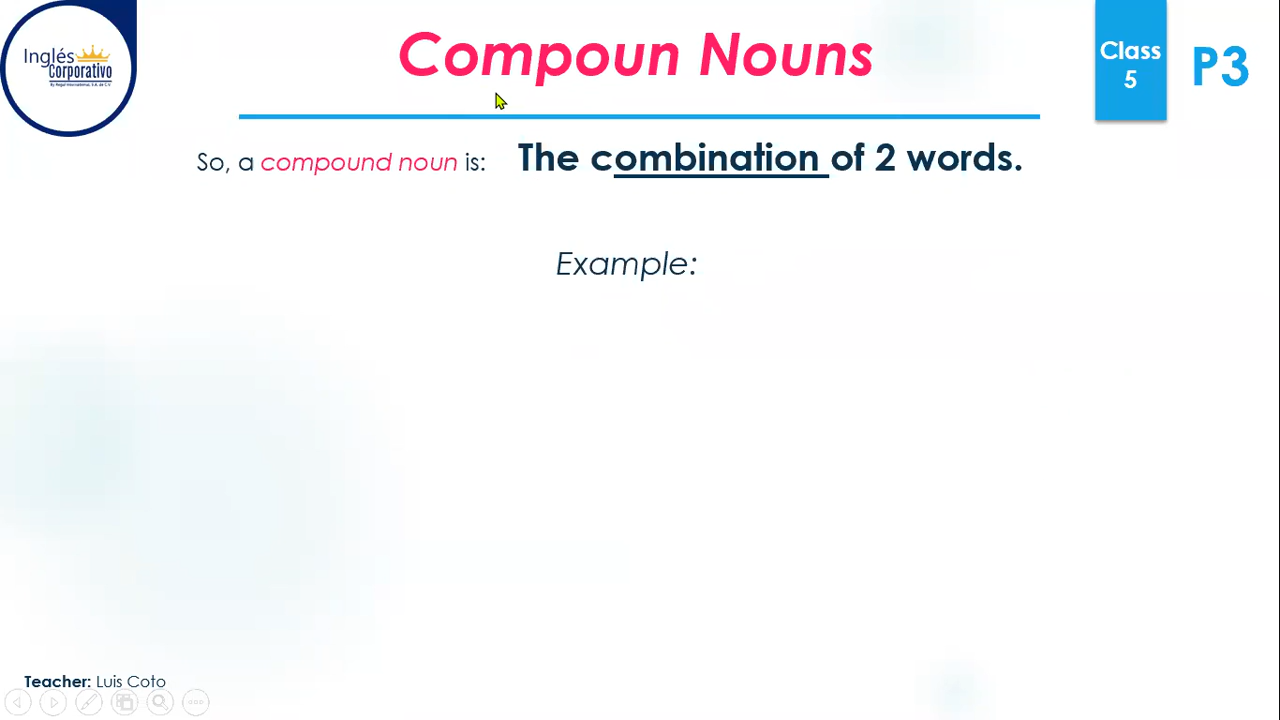 Inglés
Corporativo
Compoun Nouns
Class
5
P3
So, a compound noun is: The combination of 2 words.
Example:
Teacher: Luis Coto